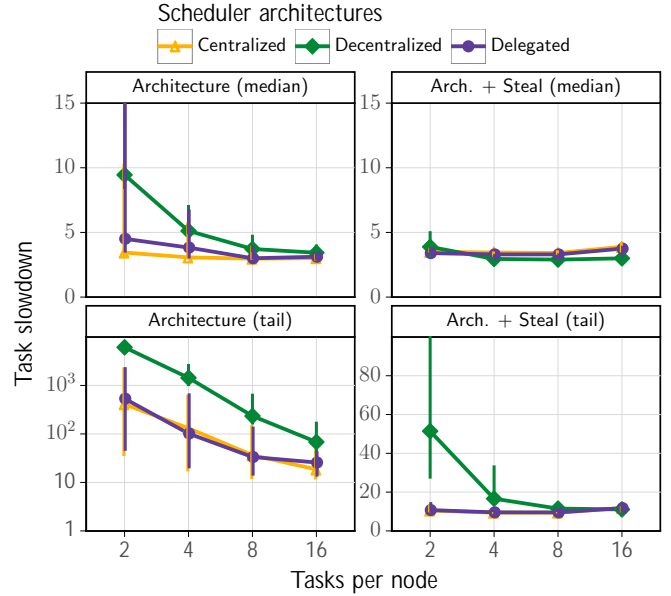 Scheduler architectures
Centralized Decentralized Delegated
Architecture (median) Arch. + Steal (median)
15 15
10 10
5 5
0 0
Task slowdown
Architecture (tail) Arch. + Steal (tail)
10³ 80
10² 60
10 40
1 20
0
2 4 8 16 2 4 8 16
Tasks per node